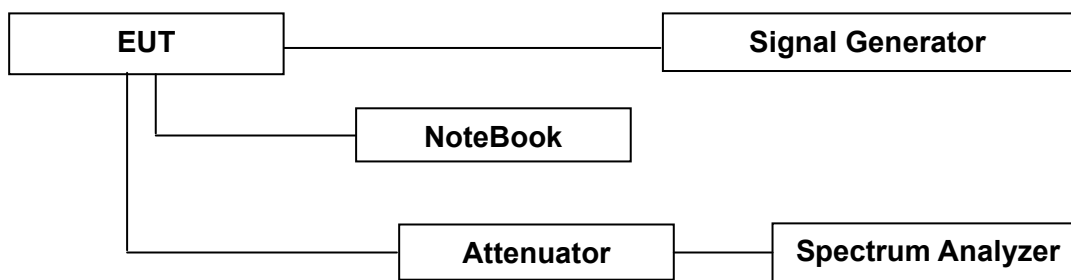 EUT
Signal Generator
NoteBook
Attenuator
Spectrum Analyzer